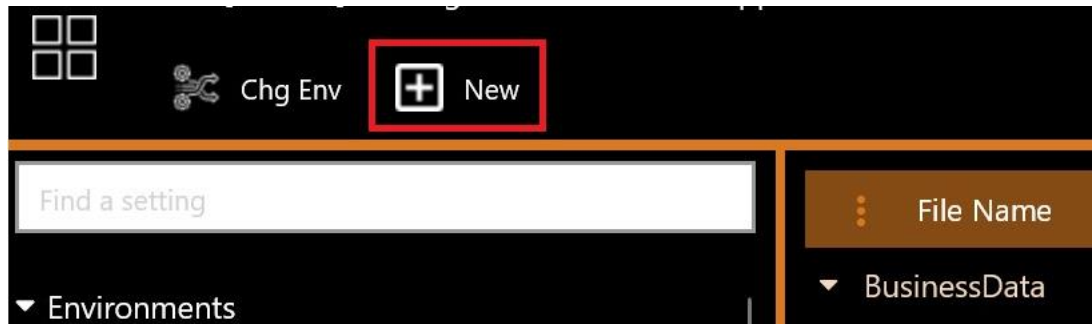 Chg Env New
Find a setting
File Name
Environments
BusinessData